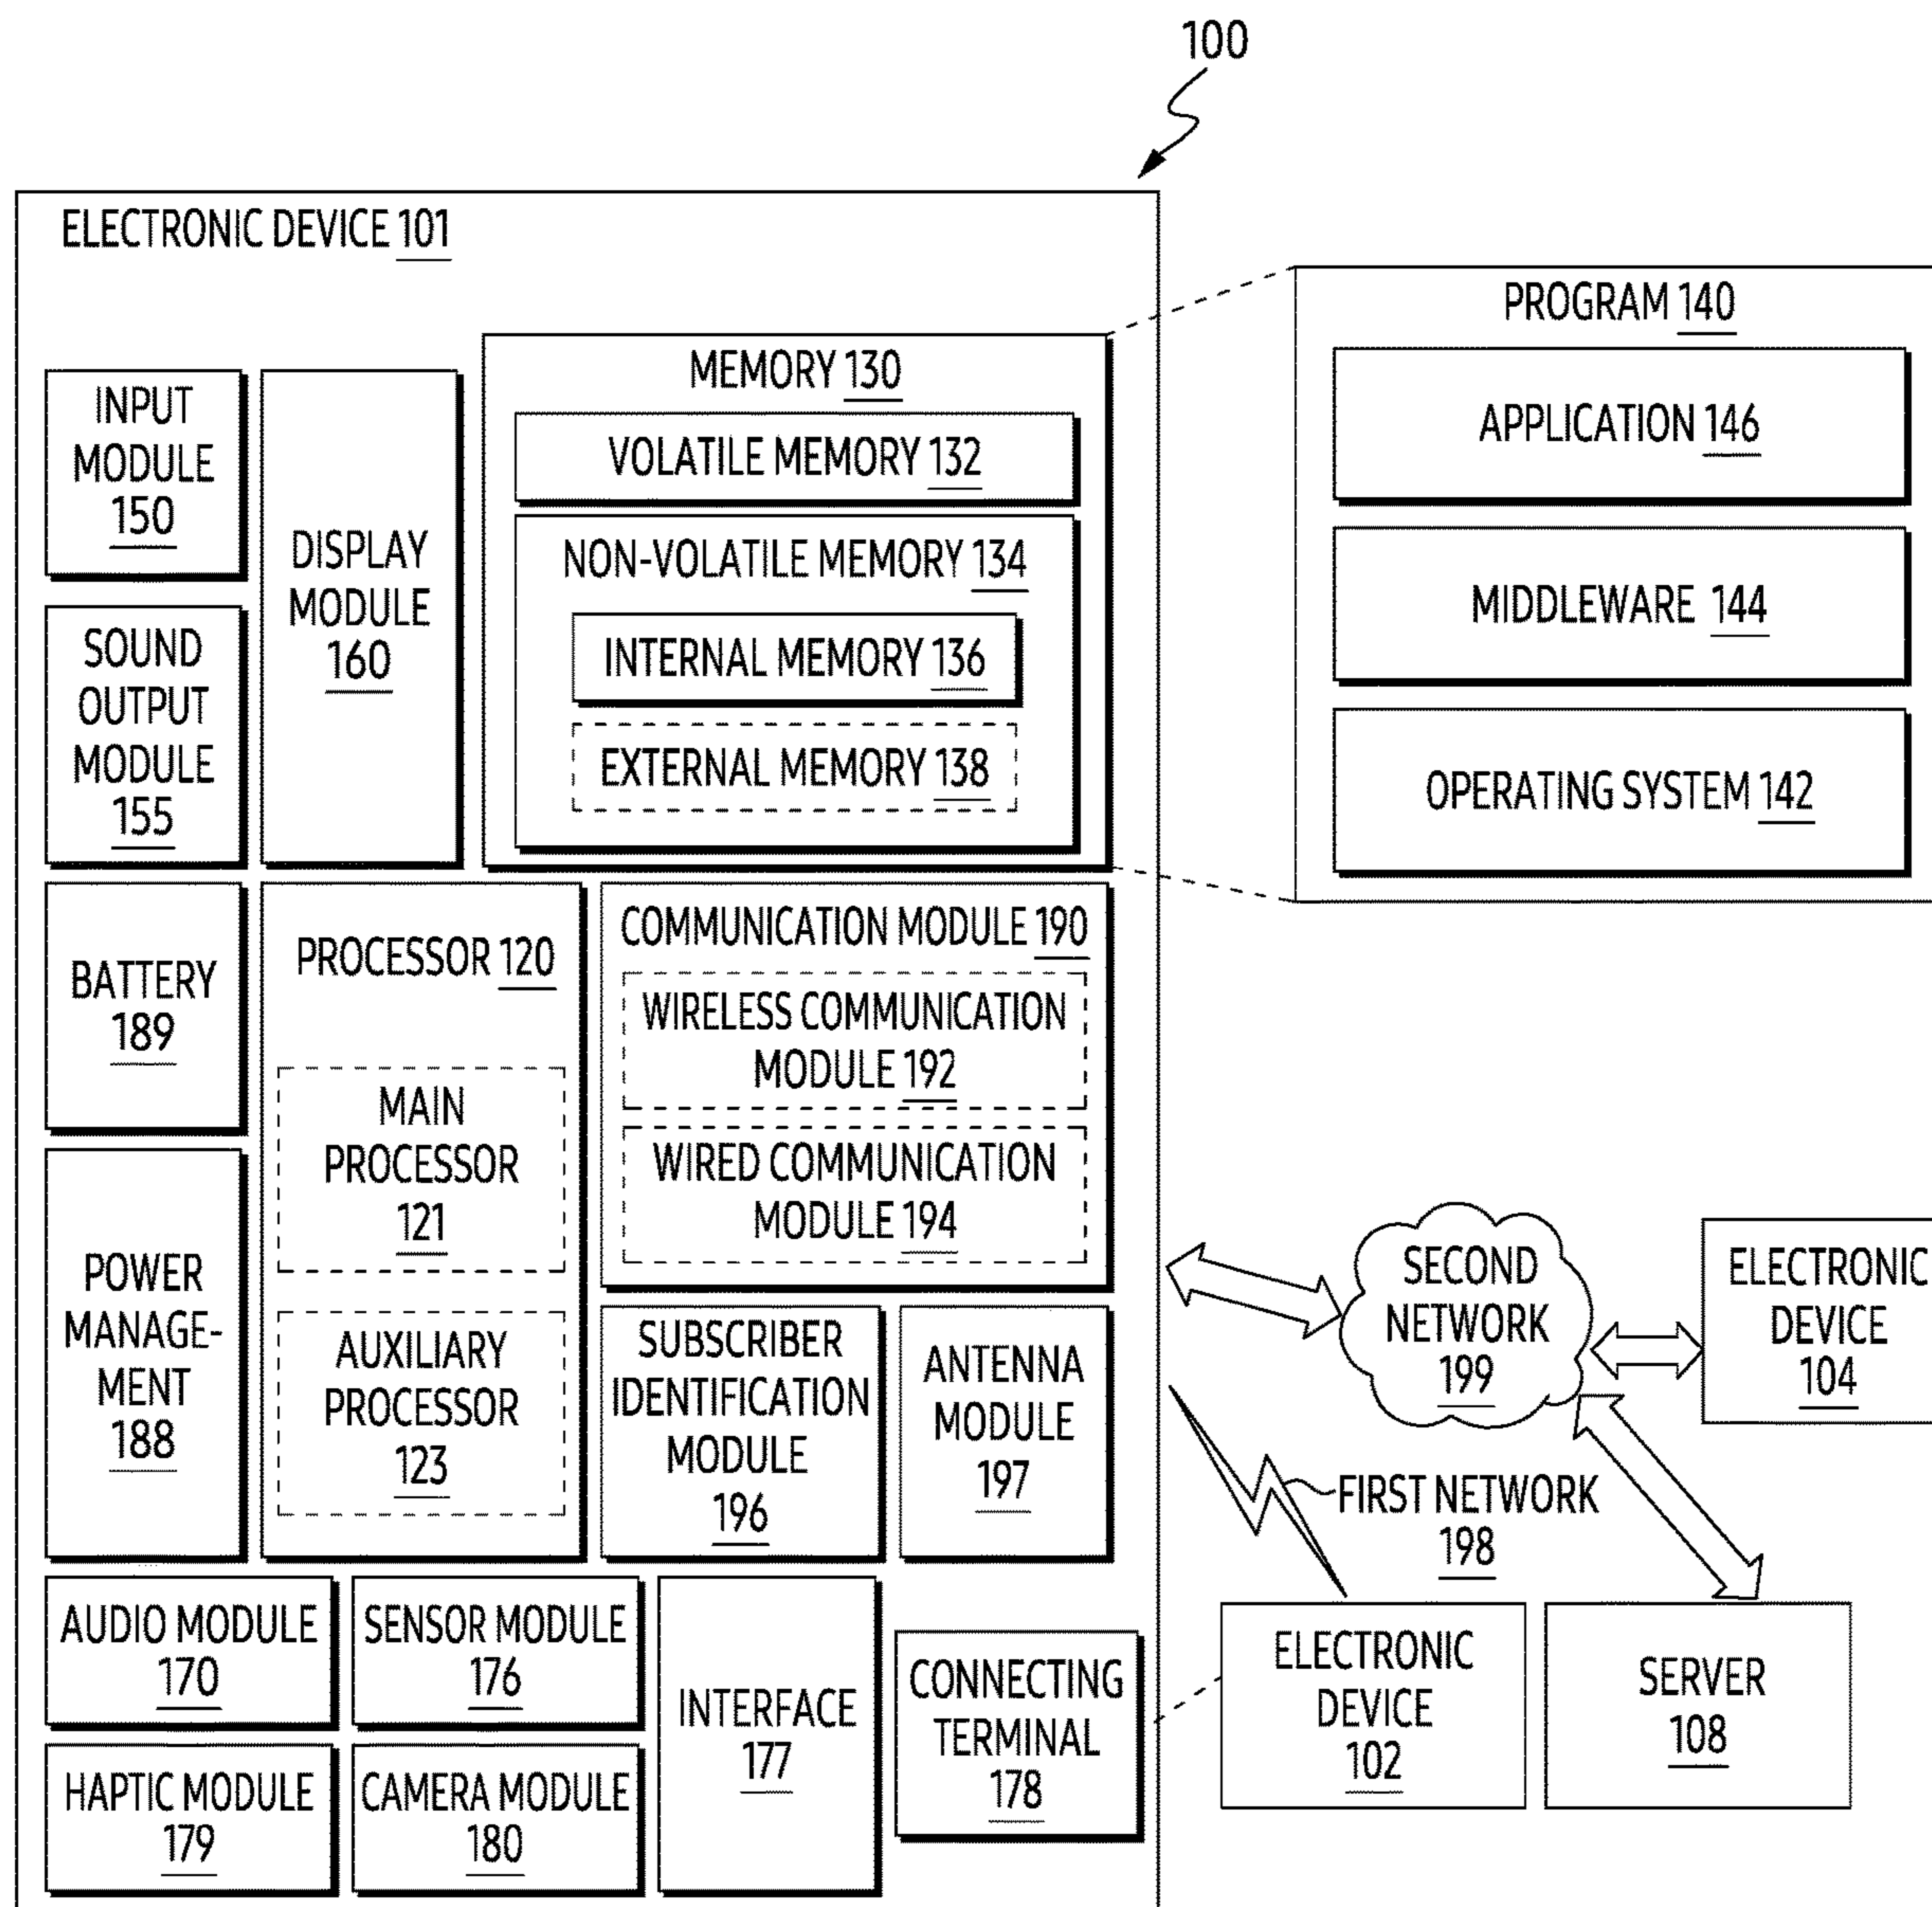 100
ELECTRONIC DEVICE 101
PROGRAM 140
APPLICATION 146
MIDDLEWARE 144
OPERATING SYSTEM 142
MEMORY 130
VOLATILE MEMORY 132
NON-VOLATILE MEMORY 134
INTERNAL MEMORY 136
EXTERNAL MEMORY 138
INPUT
MODULE
150
SOUND
OUTPUT
MODULE
155
DISPLAY
MODULE
160
BATTERY
189
POWER
MANAGE-
MENT
188
PROCESSOR 120
MAIN
PROCESSOR
121
AUXILIARY
PROCESSOR
123
COMMUNICATION MODULE 190
WIRELESS COMMUNICATION
MODULE 192
WIRED COMMUNICATION
MODULE 194
SUBSCRIBER
IDENTIFICATION
MODULE
196
ANTENNA
MODULE
197
SECOND
NETWORK
199
ELECTRONIC
DEVICE
104
FIRST NETWORK
198
AUDIO MODULE
170
SENSOR MODULE
176
HAPTIC MODULE
179
CAMERA MODULE
180
INTERFACE
177
CONNECTING
TERMINAL
178
ELECTRONIC
DEVICE
102
SERVER
108